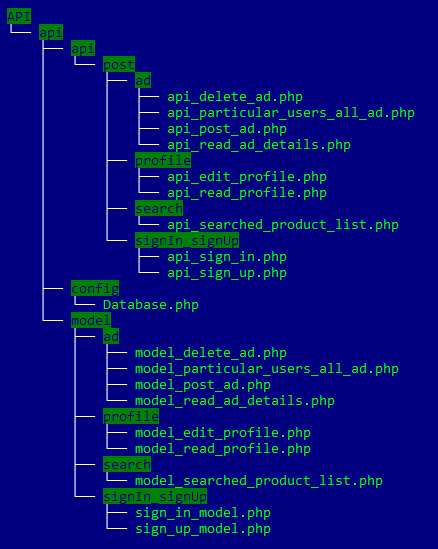 API
└── api
    ├── api
    │   └── post
    │       ├── ad
    │       │   ├── api_delete_ad.php
    │       │   ├── api_particular_users_all_ad.php
    │       │   ├── api_post_ad.php
    │       │   └── api_read_ad_details.php
    │       ├── profile
    │       │   ├── api_edit_profile.php
    │       │   └── api_read_profile.php
    │       ├── search
    │       │   └── api_searched_product_list.php
    │       └── signIn_signUp
    │           ├── api_sign_in.php
    │           └── api_sign_up.php
    ├── config
    │   └── Database.php
    └── model
        ├── ad
        │   ├── model_delete_ad.php
        │   ├── model_particular_users_all_ad.php
        │   ├── model_post_ad.php
        │   └── model_read_ad_details.php
        ├── profile
        │   ├── model_edit_profile.php
        │   └── model_read_profile.php
        ├── search
        │   └── model_searched_product_list.php
        └── signIn_signUp
            ├── sign_in_model.php
            └── sign_up_model.php